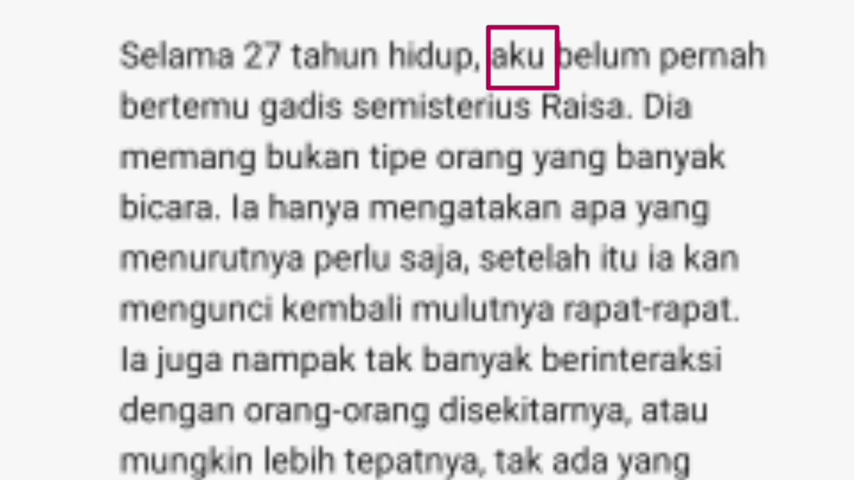 Selama 27 tahun hidup, aku belum pernah
bertemu gadis semisterius Raisa. Dia
memang bukan tipe orang yang banyak
bicara. Ia hanya mengatakan apa yang
menurutnya perlu saja, setelah itu ia kan
mengunci kembali mulutnya rapat-rapat.
Ia juga nampak tak banyak berinteraksi
dengan orang-orang disekitarnya, atau
mungkin lebih tepatnya, tak ada yang